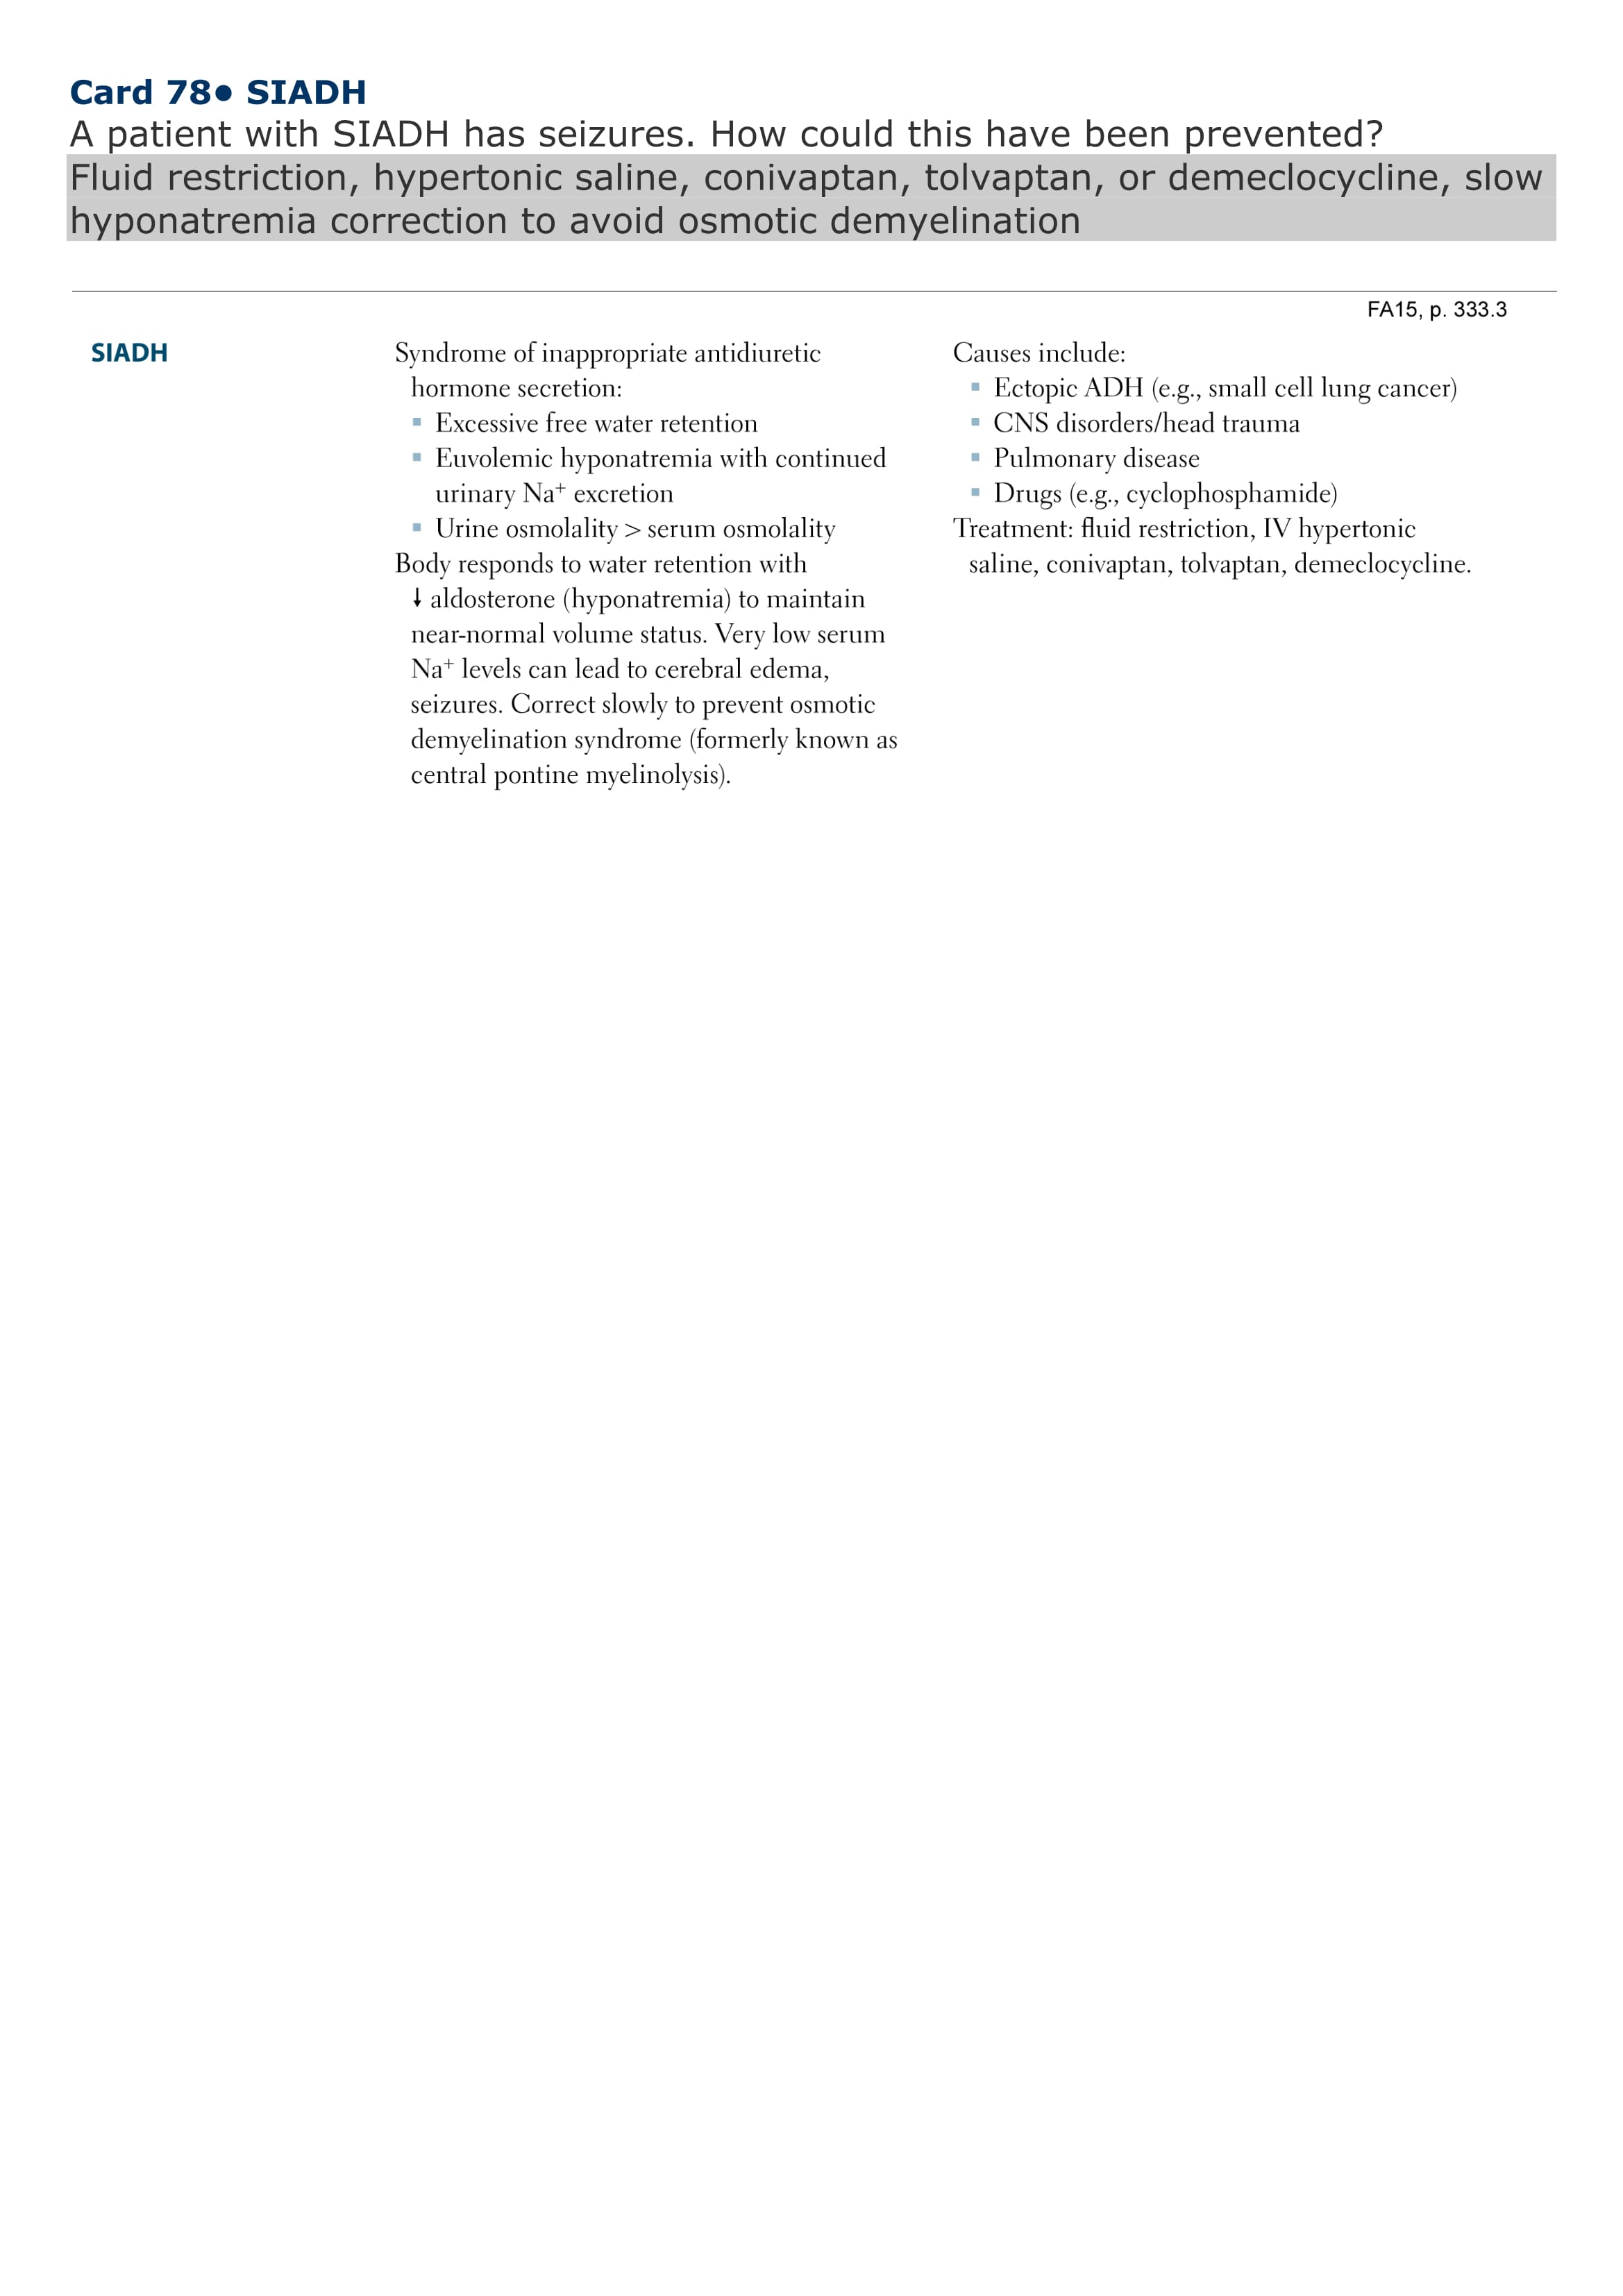 Card 78● SIADH
A patient with SIADH has seizures. How could this have been prevented?
Fluid restriction, hypertonic saline, conivaptan, tolvaptan, or demeclocycline, slow
hyponatremia correction to avoid osmotic demyelination
FA15, p. 333.3
SIADH
Syndrome of inappropriate antidiuretic
hormone secretion:
▪ Excessive free water retention
▪ Euvolemic hyponatremia with continued
urinary Na⁺ excretion
▪ Urine osmolality > serum osmolality
Body responds to water retention with
↓ aldosterone (hyponatremia) to maintain
near-normal volume status. Very low serum
Na⁺ levels can lead to cerebral edema,
seizures. Correct slowly to prevent osmotic
demyelination syndrome (formerly known as
central pontine myelinolysis).
Causes include:
▪ Ectopic ADH (e.g., small cell lung cancer)
▪ CNS disorders/head trauma
▪ Pulmonary disease
▪ Drugs (e.g., cyclophosphamide)
Treatment: fluid restriction, IV hypertonic
saline, conivaptan, tolvaptan, demeclocycline.